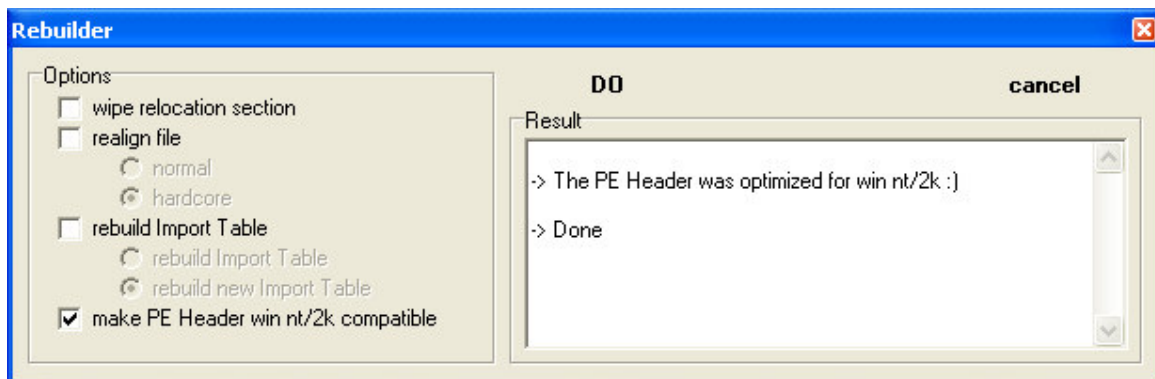 Rebuilder
Options
wipe relocation section
realign file
normal
hardcore
rebuild Import Table
rebuild Import Table
rebuild new Import Table
make PE Header win nt/2k compatible
DO
cancel
Result
-> The PE Header was optimized for win nt/2k :)
-> Done